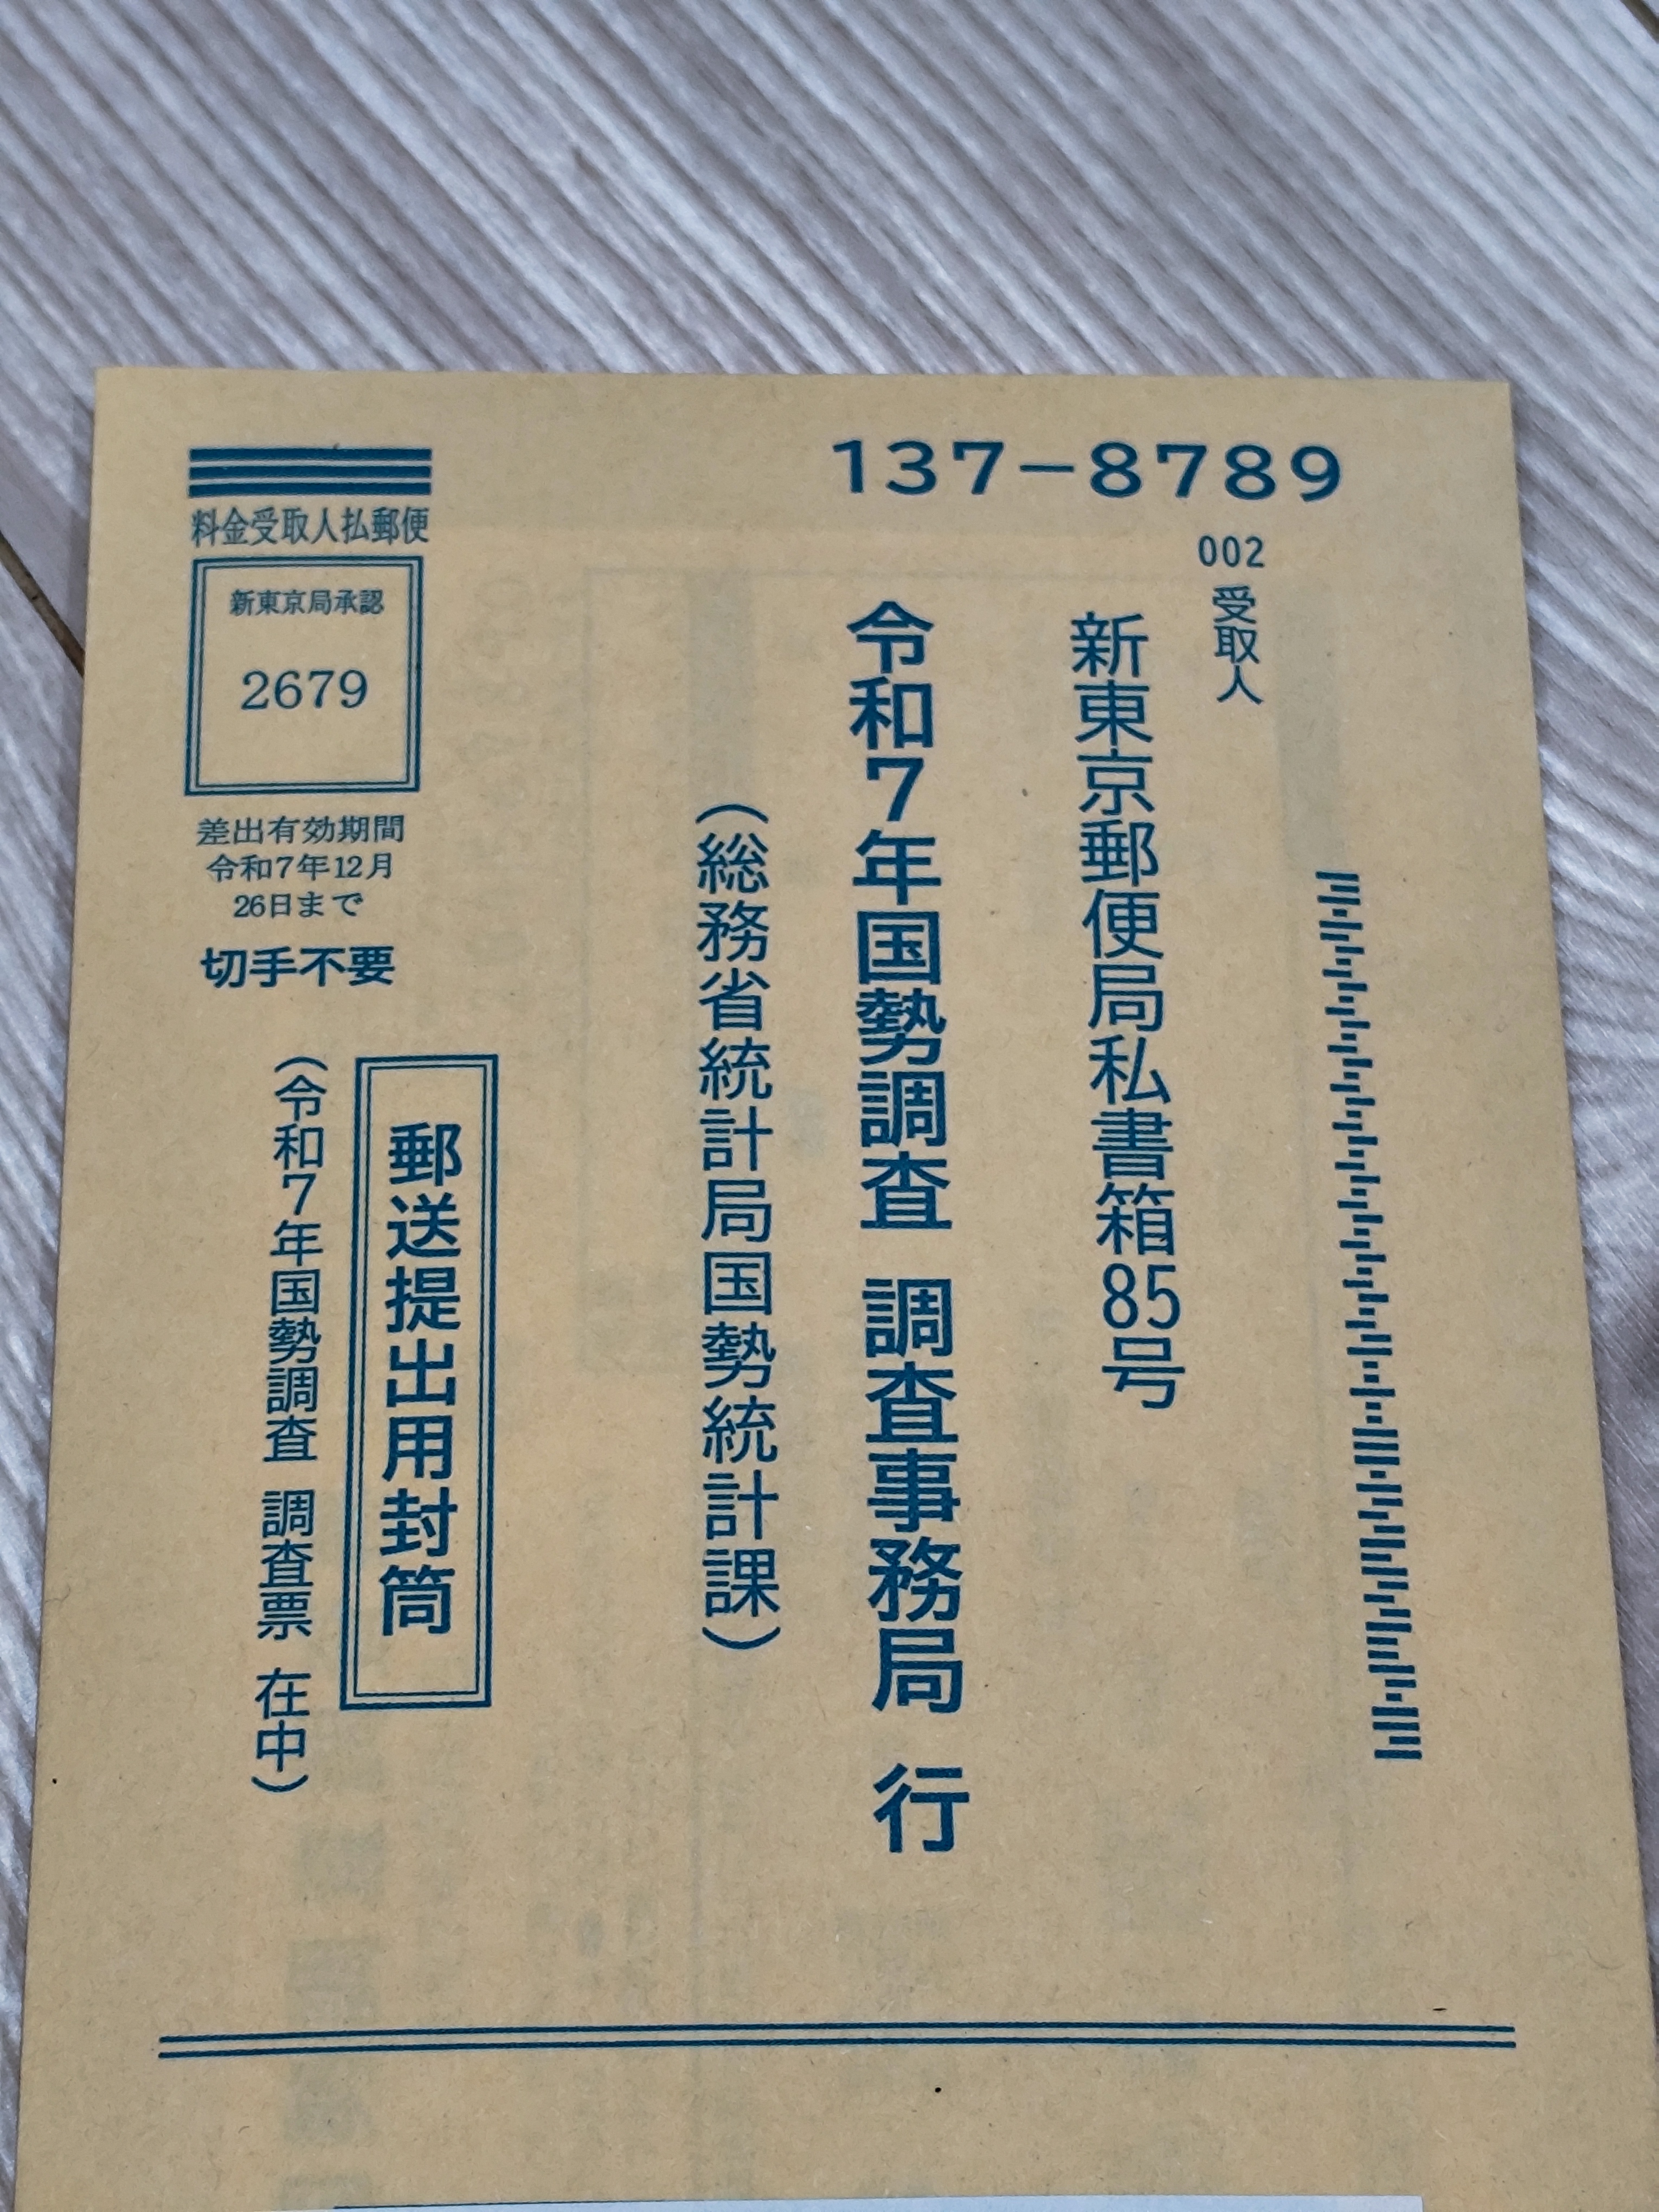 137-8789
002
受取人
新東京郵便局私書箱85号
令和7年国勢調査 調査事務局 行
(総務省統計局国勢統計課)
料金受取人払郵便
新東京局承認
2679
差出有効期間
令和7年12月
26日まで
切手不要
郵送提出用封筒
(令和7年国勢調査 調査票 在中)